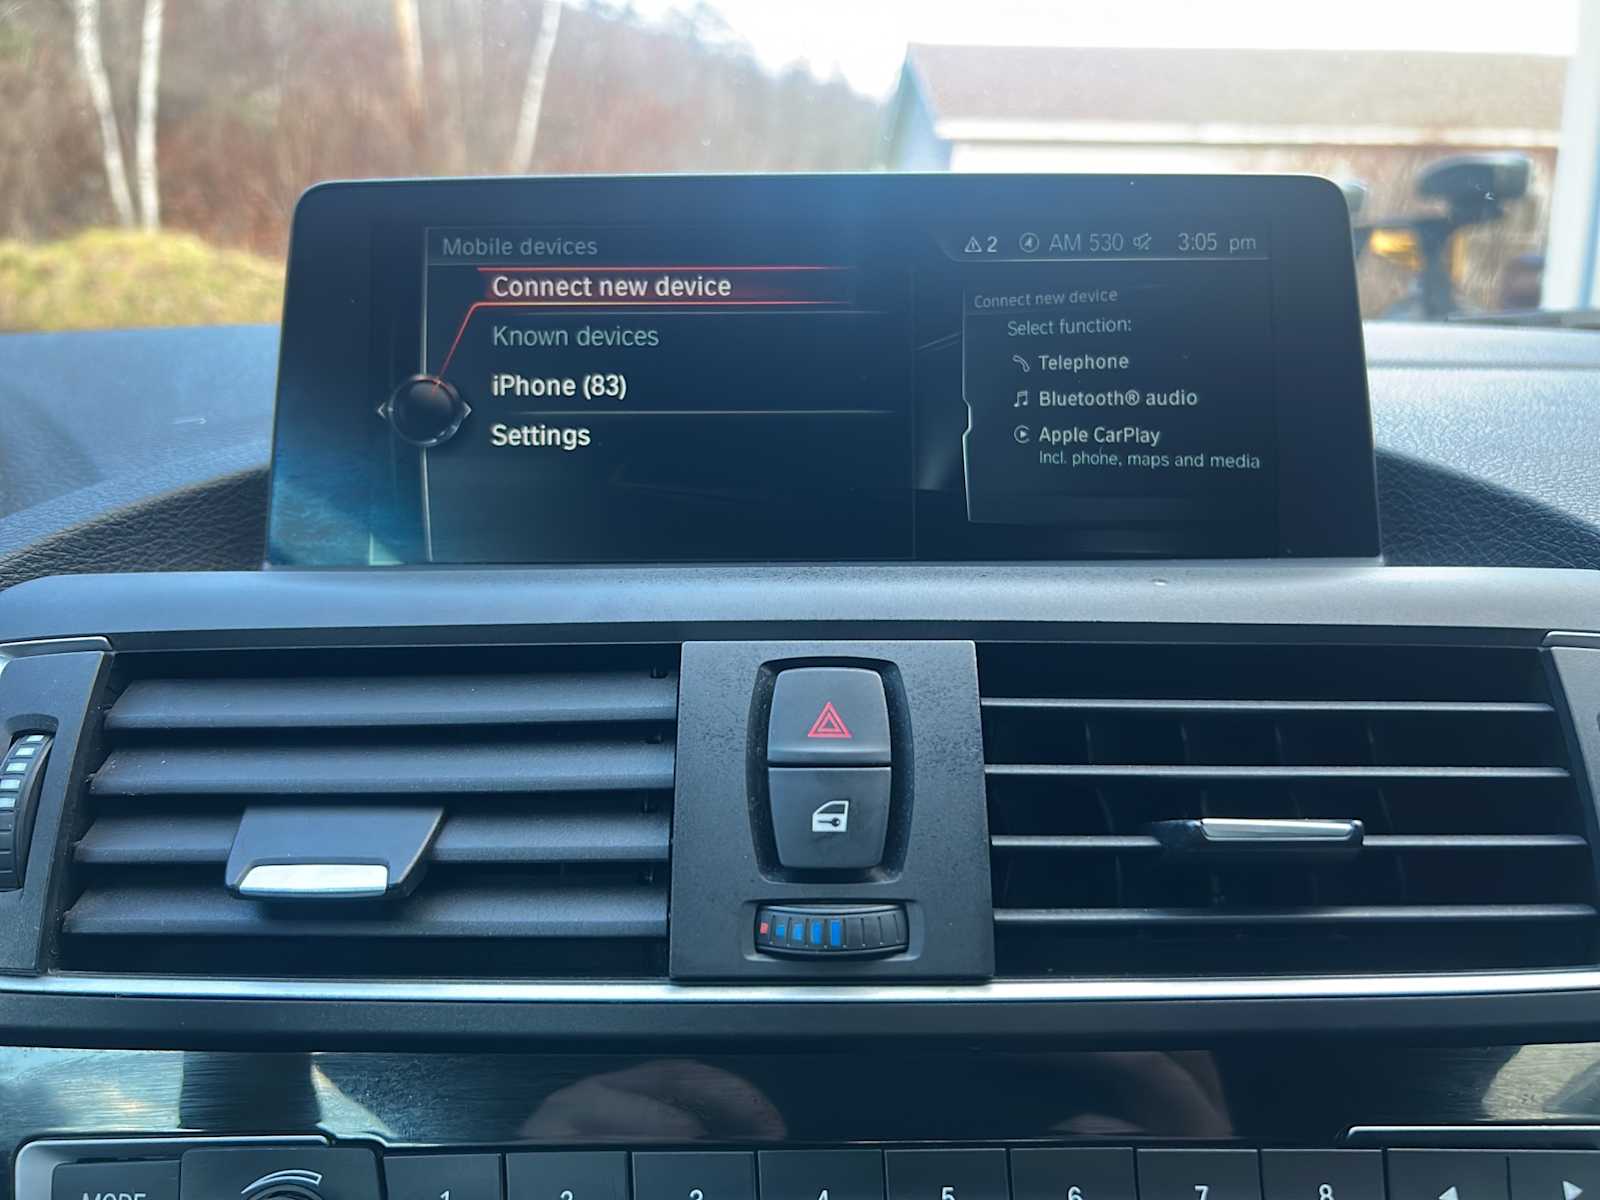 Mobile devices
2 AM 530 3:05 pm
Connect new device
Known devices
iPhone (83)
Settings
Connect new device
Select function:
Telephone
Bluetooth® audio
Apple CarPlay
Incl. phone, maps and media
MODE 1 2 3 4 5 6 7 8